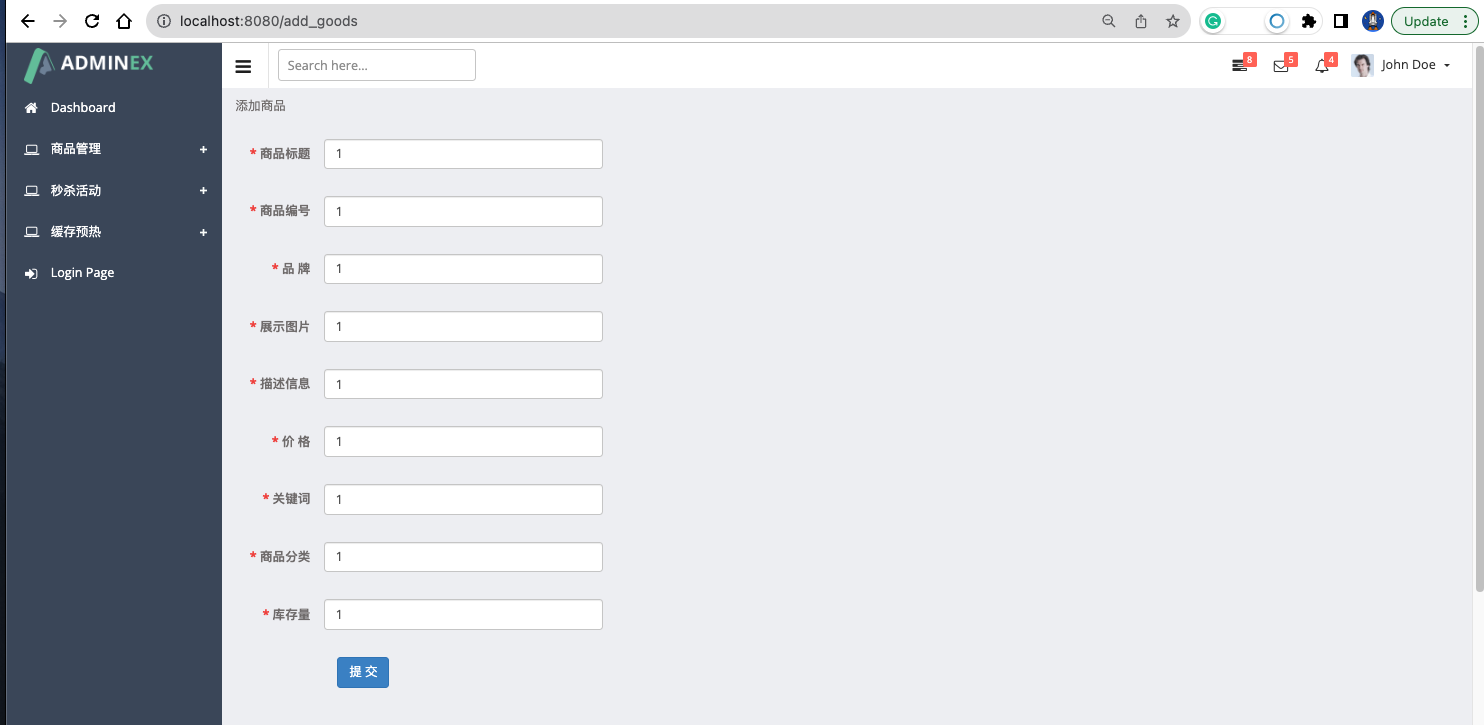 localhost:8080/add_goods
Update
ADMINEX
Search here...
8
5
4
John Doe
Dashboard
商品管理 +
秒杀活动 +
缓存预热 +
Login Page
添加商品
* 商品标题 1
* 商品编号 1
* 品 牌 1
* 展示图片 1
* 描述信息 1
* 价 格 1
* 关键词 1
* 商品分类 1
* 库存量 1
提 交